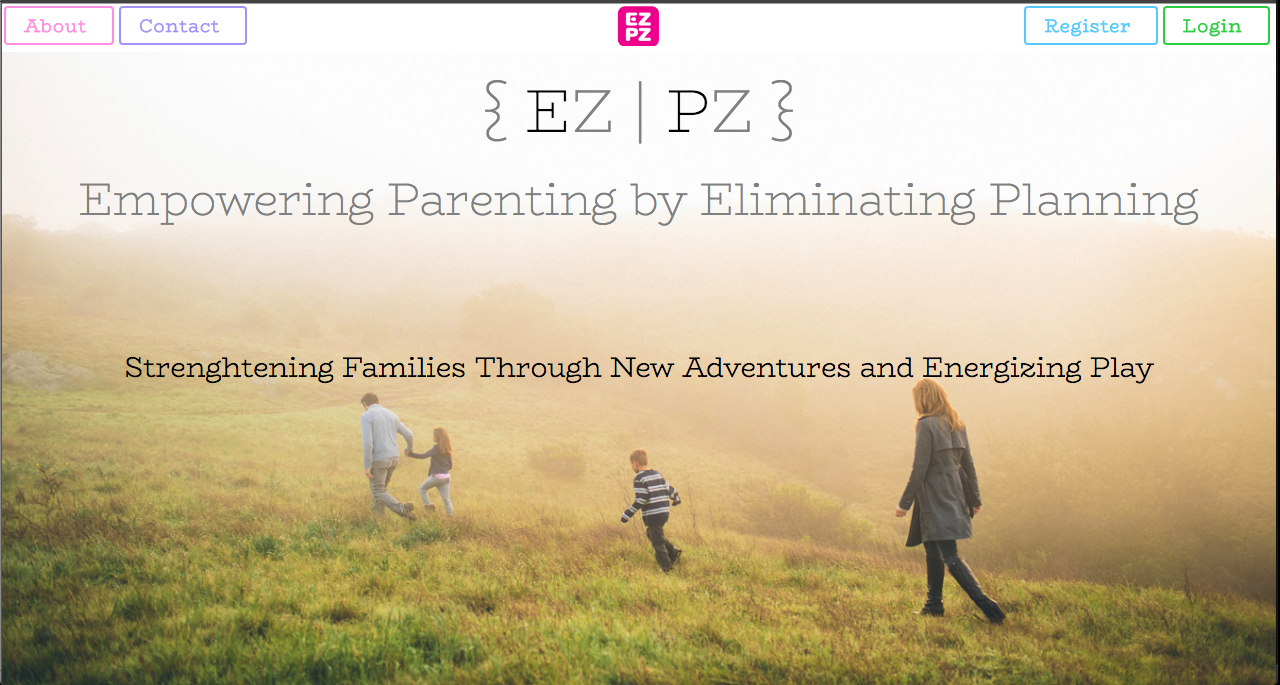 About Contact EZ PZ Register Login
{ EZ | PZ }
Empowering Parenting by Eliminating Planning
Strenghtening Families Through New Adventures and Energizing Play